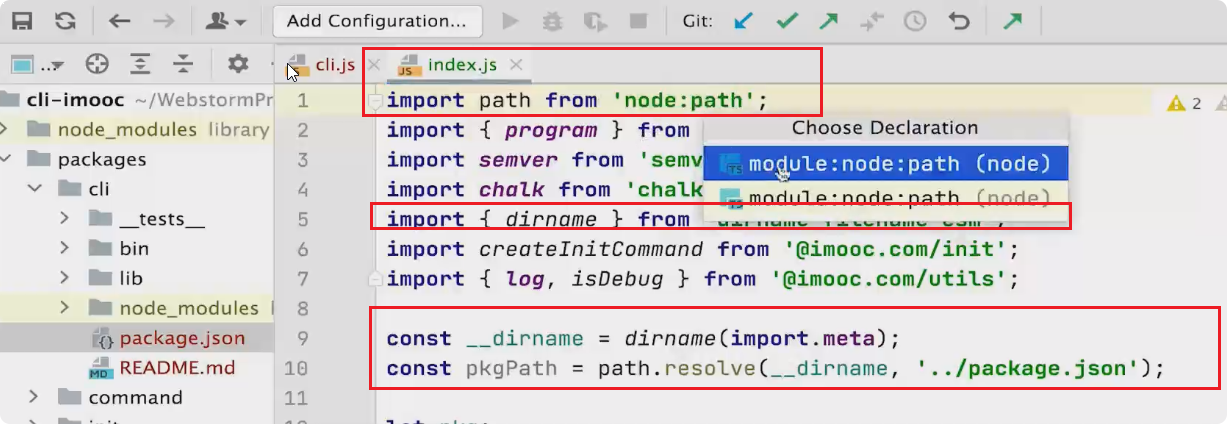 Add Configuration...
Git:
...
cli.js
index.js
cli-imooc ~/WebstormPr
node_modules library
packages
cli
__tests__
bin
lib
node_modules
package.json
README.md
command
1 import path from 'node:path';
2 import { program } from
3 import semver from 'semv
4 import chalk from 'chalk
5 import { dirname } from 'dirname-filename-esm';
6 import createInitCommand from '@imooc.com/init';
7 import { log, isDebug } from '@imooc.com/utils';
8
9 const __dirname = dirname(import.meta);
10 const pkgPath = path.resolve(__dirname, '../package.json');
11
2
Choose Declaration
module:node:path (node)
module:node:path (node)